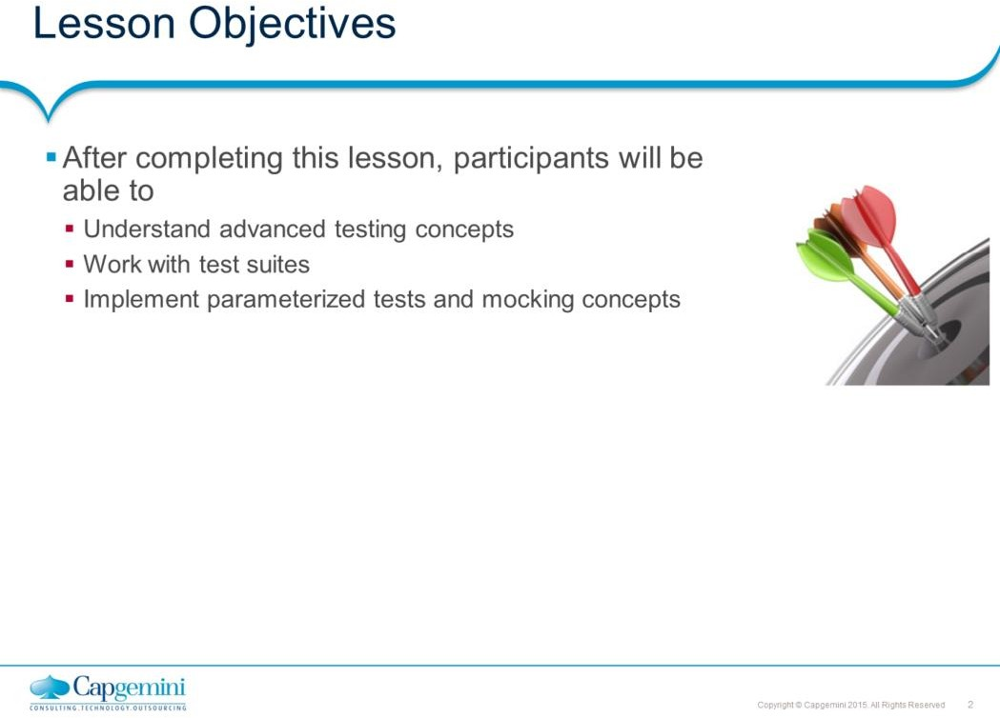 Lesson Objectives
After completing this lesson, participants will be
able to
Understand advanced testing concepts
Work with test suites
Implement parameterized tests and mocking concepts
Capgemini
CONSULTING.TECHNOLOGY.OUTSOURCING
Copyright © Capgemini 2015. All Rights Reserved 2